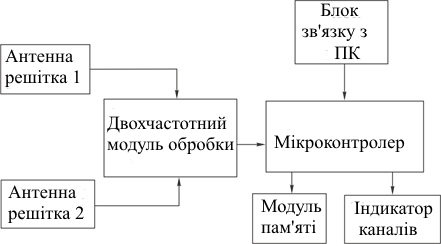 Блок
зв'язку з
ПК
Антенна
решітка 1
Двохчастотний
модуль обробки
Мікроконтролер
Антенна
решітка 2
Модуль
пам'яті
Індикатор
каналів